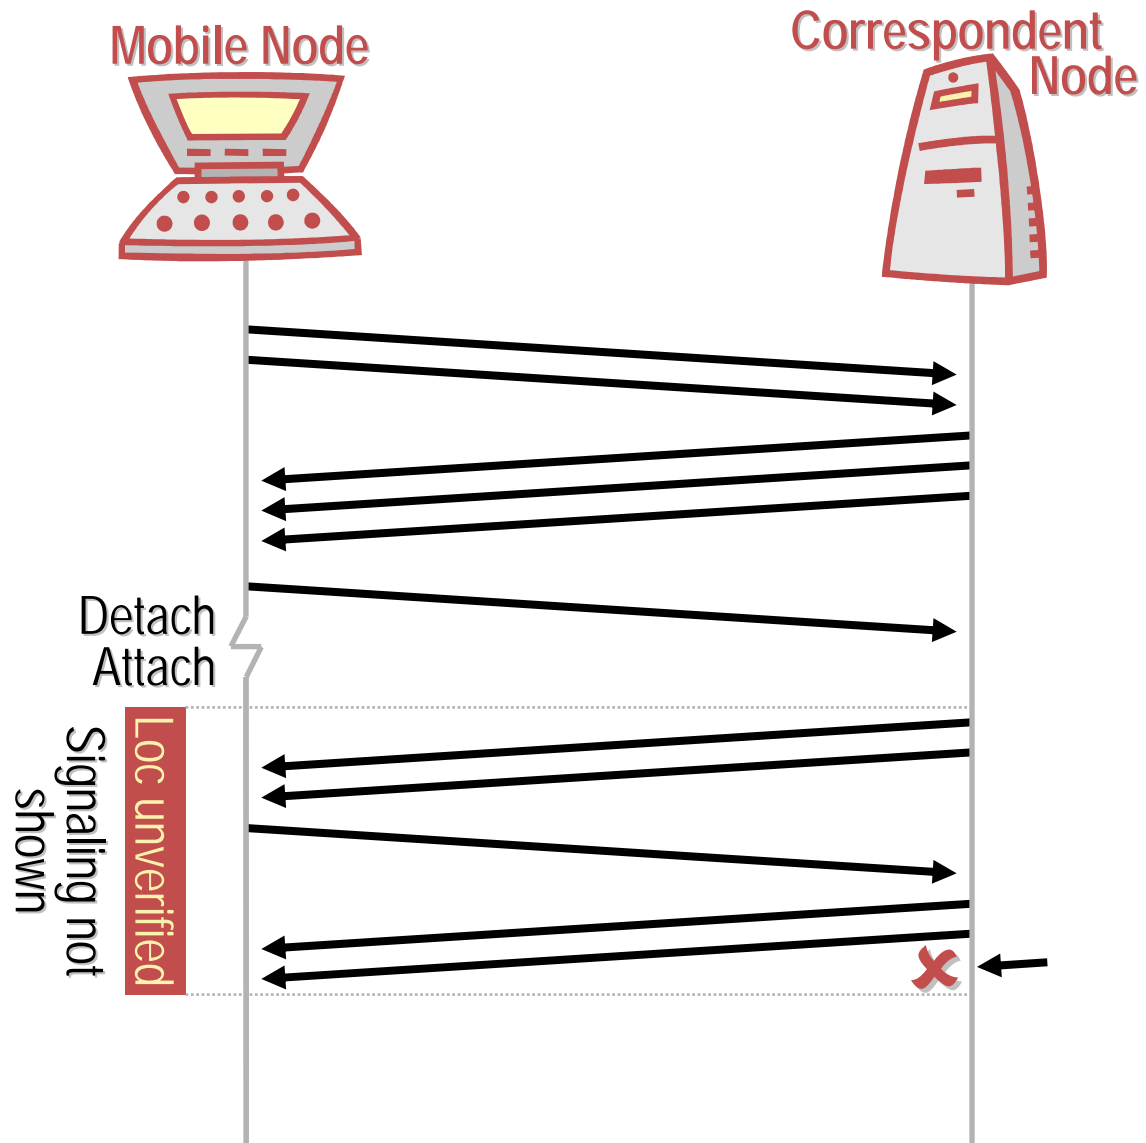 Mobile Node
Correspondent
Node
Detach
Attach
Loc unverified
Signaling not
shown